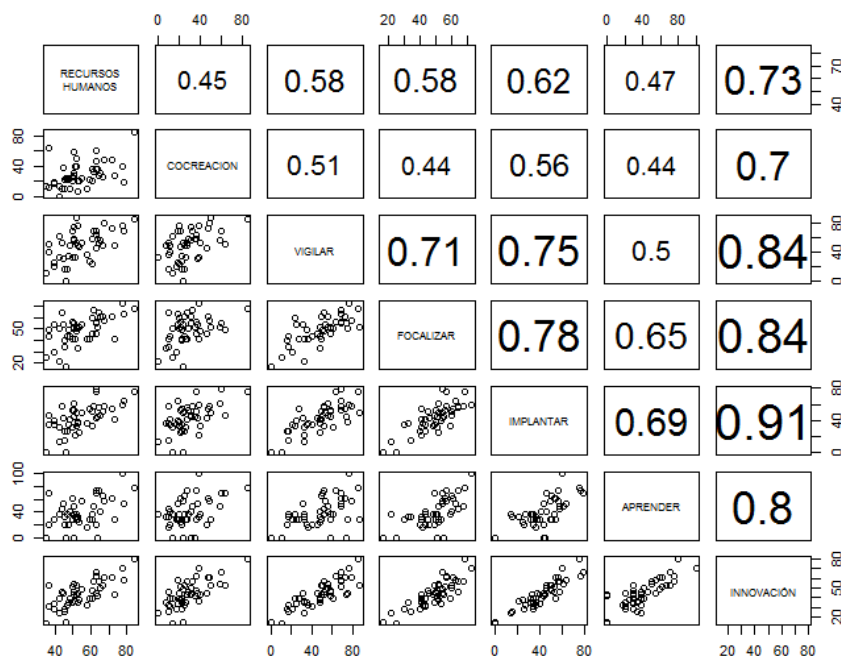 0 40 80 20 40 60 0 40 80
RECURSOS
HUMANOS
0.45 0.58 0.58 0.62 0.47 0.73
40 70
0 40 80
COCREACION
0.51 0.44 0.56 0.44 0.7
VIGILAR
0.71 0.75 0.5 0.84
0 40 80
20 50
FOCALIZAR
0.78 0.65 0.84
IMPLANTAR
0.69 0.91
0 40 80
0 40 100
APRENDER
0.8
INNOVACIÓN
20 50 80
40 60 80 0 40 80 0 40 80 20 40 60 80